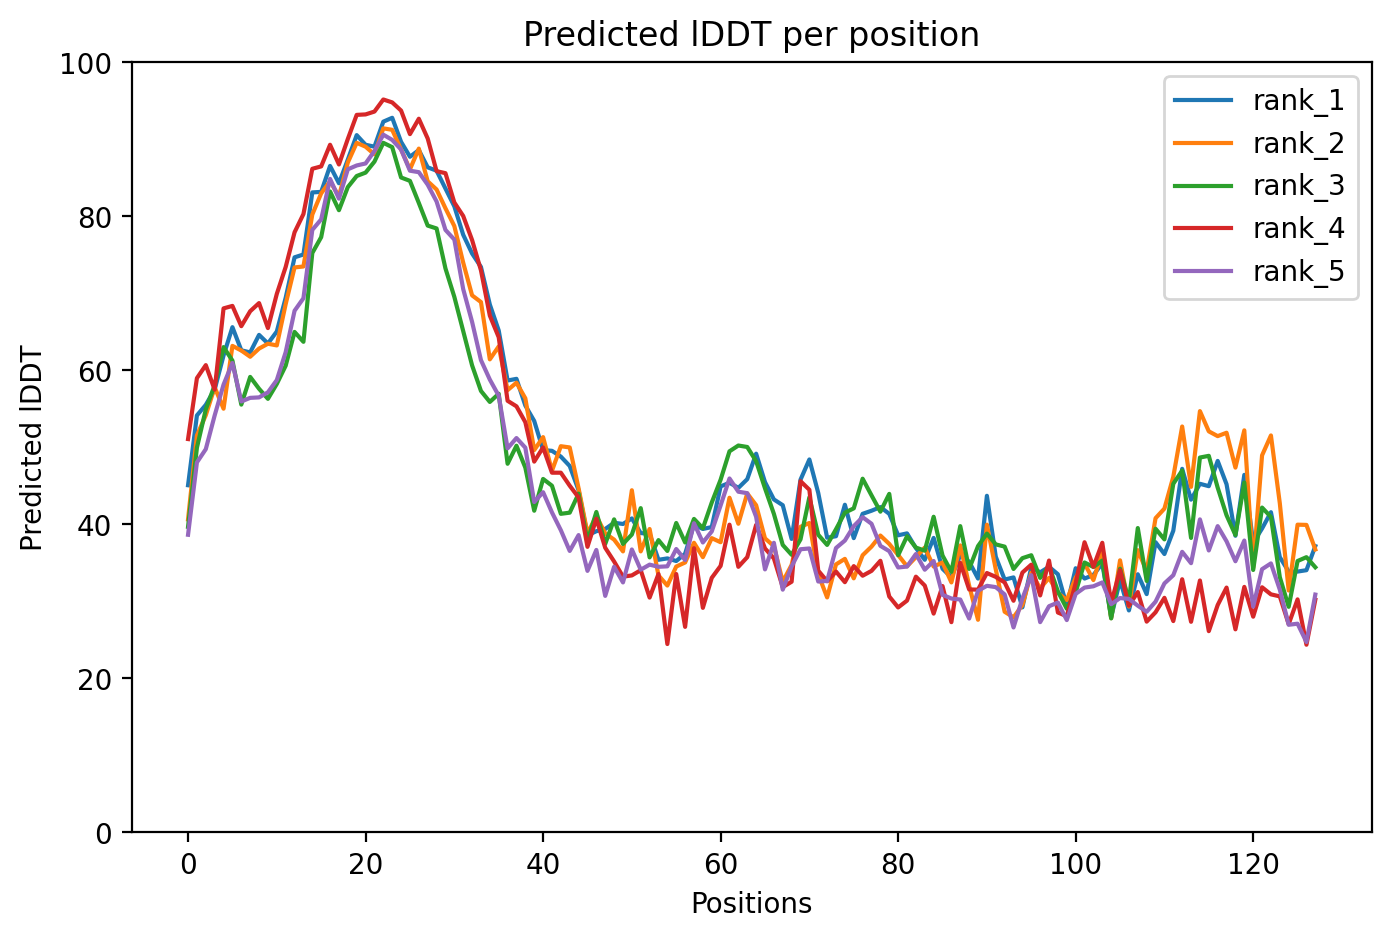 Predicted lDDT per position
100
80
60
40
20
0
Predicted lDDT
0 20 40 60 80 100 120
Positions
rank_1
rank_2
rank_3
rank_4
rank_5